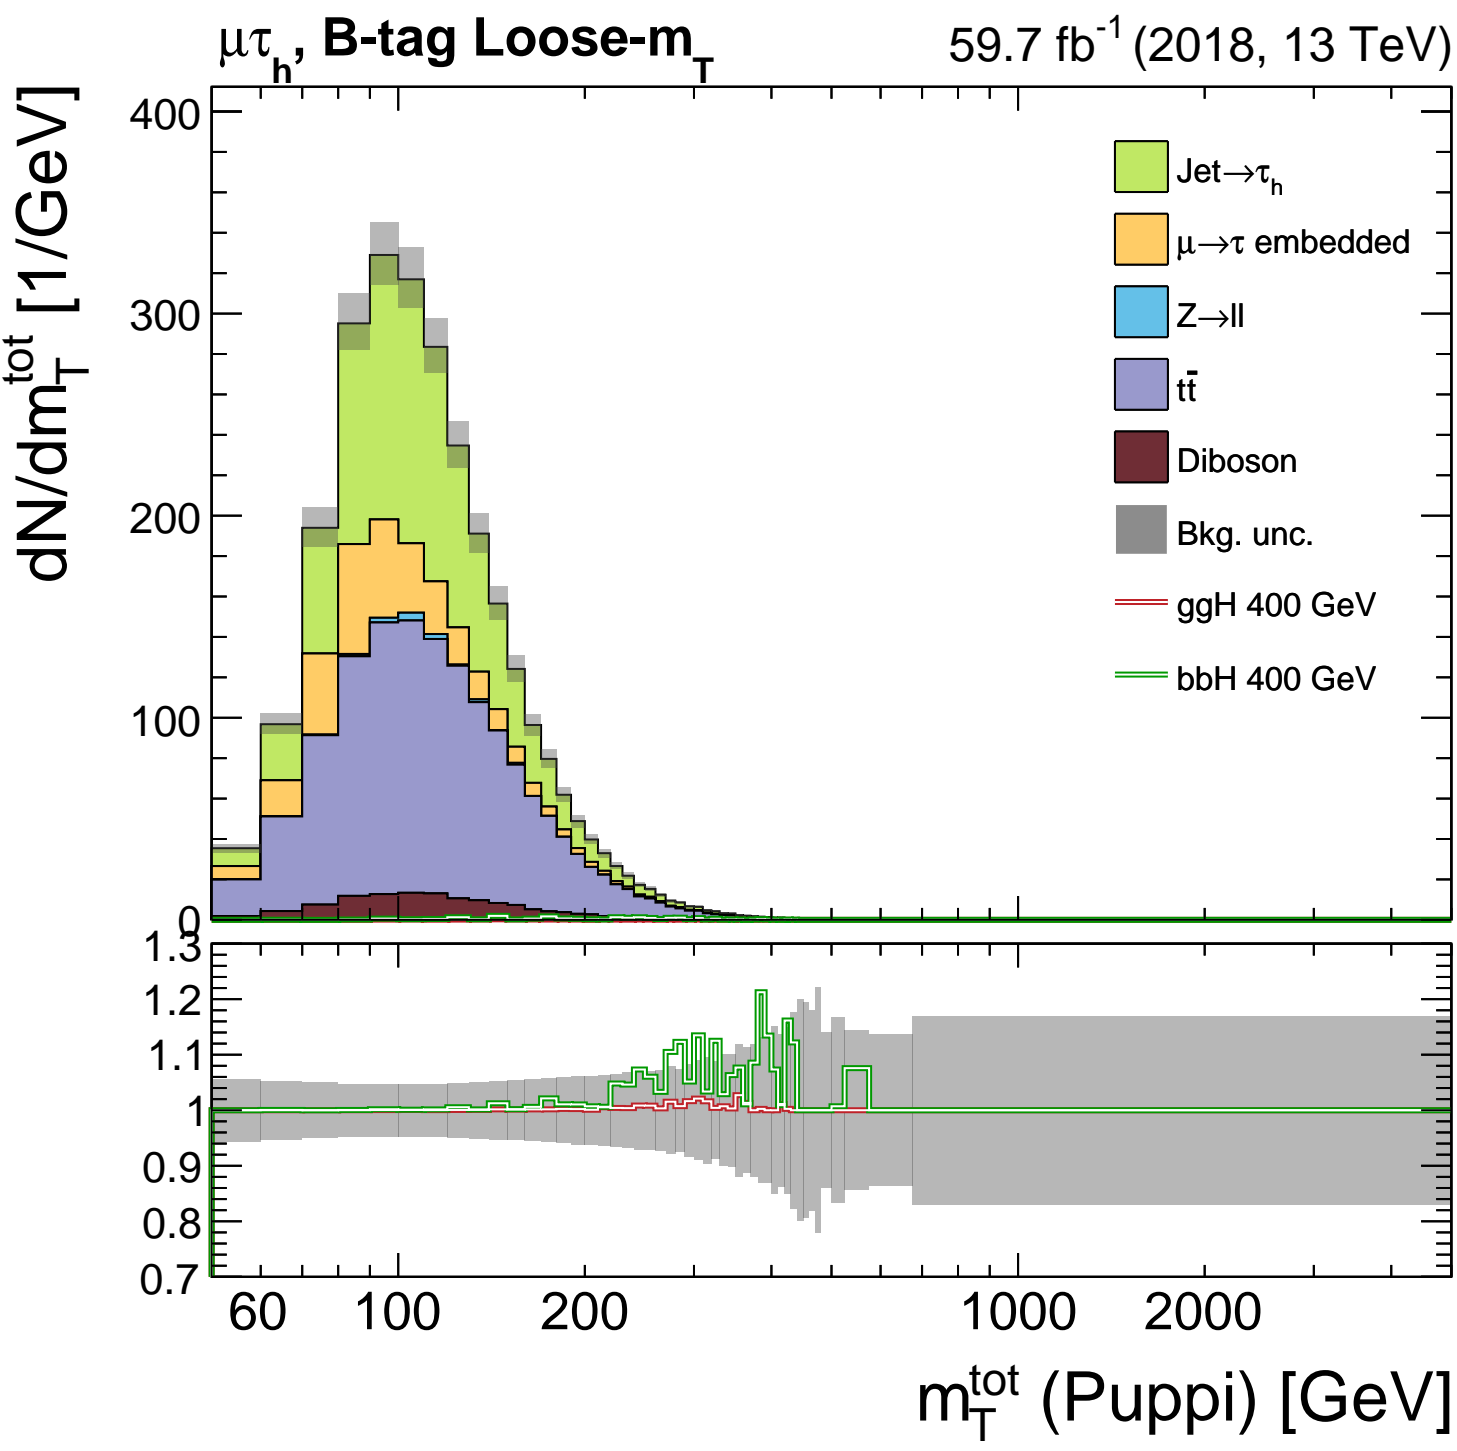 μτh, B-tag Loose-mT
59.7 fb-1 (2018, 13 TeV)
dN/dmTtot [1/GeV]
400
300
200
100
0
Jet→τh
μ→τ embedded
Z→ll
tt̄
Diboson
Bkg. unc.
ggH 400 GeV
bbH 400 GeV
1.3
1.2
1.1
1
0.9
0.8
0.7
60 100 200 1000 2000
mTtot (Puppi) [GeV]